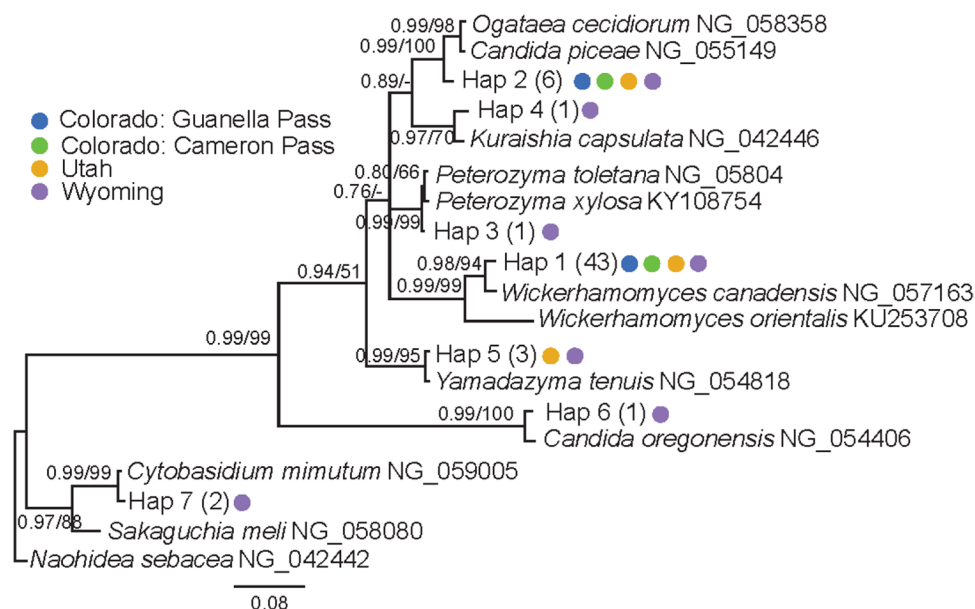 0.99/98 Ogataea cecidiorum NG_058358
0.99/100 Candida piceae NG_055149
0.89/- Hap 2 (6)
Colorado: Guanella Pass
Colorado: Cameron Pass
Utah
Wyoming
Hap 4 (1)
0.97/70 Kuraishia capsulata NG_042446
0.80/66 Peterozyma toletana NG_05804
0.76/- Peterozyma xylosa KY108754
0.99/99 Hap 3 (1)
0.98/94 Hap 1 (43)
0.94/51
0.99/99 Wickerhamomyces canadensis NG_057163
Wickerhamomyces orientalis KU253708
0.99/99
0.99/95 Hap 5 (3)
Yamadazyma tenuis NG_054818
0.99/100 Hap 6 (1)
Candida oregonensis NG_054406
0.99/99 Cytobasidium mimutum NG_059005
Hap 7 (2)
0.97/88
Sakaguchia meli NG_058080
Naohidea sebacea NG_042442
0.08